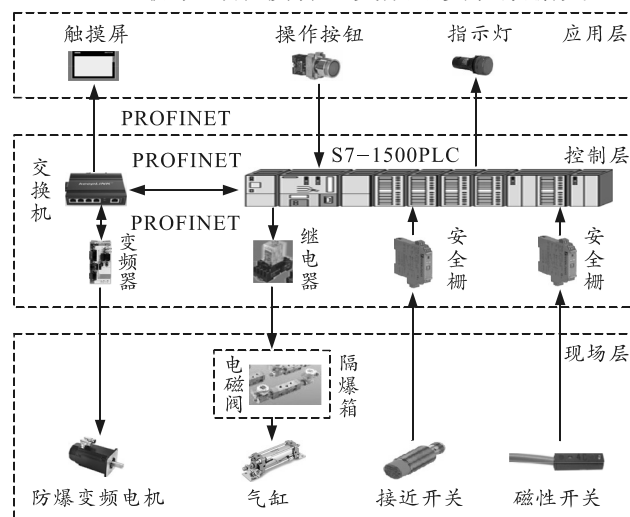 触摸屏
操作按钮
指示灯
应用层
PROFINET
PROFINET
S7-1500PLC
控制层
交换机
PROFINET
变频器
继电器
安全栅
安全栅
现场层
电磁阀
隔爆箱
防爆变频电机
气缸
接近开关
磁性开关